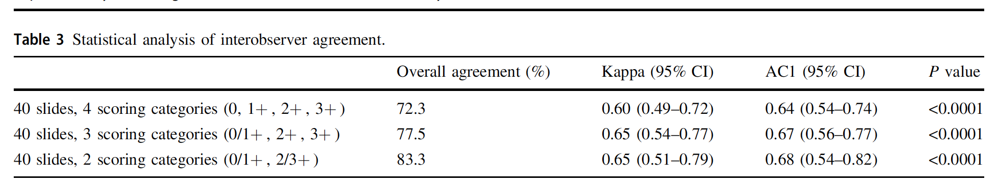 Table 3 Statistical analysis of interobserver agreement.
Overall agreement (%) Kappa (95% CI) AC1 (95% CI) P value
40 slides, 4 scoring categories (0, 1+, 2+, 3+) 72.3 0.60 (0.49–0.72) 0.64 (0.54–0.74) <0.0001
40 slides, 3 scoring categories (0/1+, 2+, 3+) 77.5 0.65 (0.54–0.77) 0.67 (0.56–0.77) <0.0001
40 slides, 2 scoring categories (0/1+, 2/3+) 83.3 0.65 (0.51–0.79) 0.68 (0.54–0.82) <0.0001